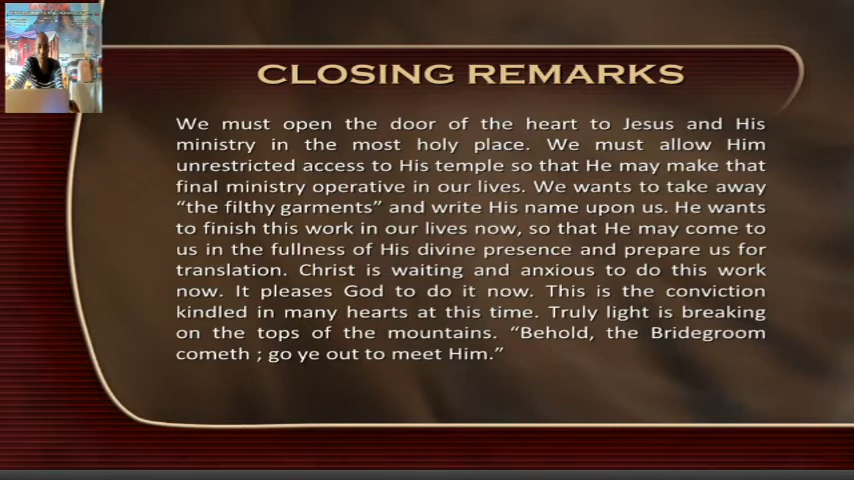 CLOSING REMARKS
We must open the door of the heart to Jesus and His
ministry in the most holy place. We must allow Him
unrestricted access to His temple so that He may make that
final ministry operative in our lives. We wants to take away
“the filthy garments” and write His name upon us. He wants
to finish this work in our lives now, so that He may come to
us in the fullness of His divine presence and prepare us for
translation. Christ is waiting and anxious to do this work
now. It pleases God to do it now. This is the conviction
kindled in many hearts at this time. Truly light is breaking
on the tops of the mountains. “Behold, the Bridegroom
cometh ; go ye out to meet Him.”